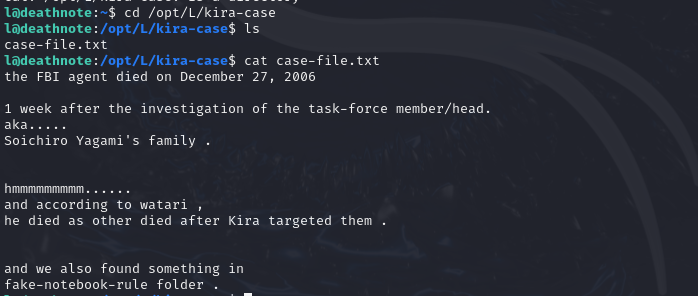 l@deathnote:~$ cd /opt/L/kira-case
l@deathnote:/opt/L/kira-case$ ls
case-file.txt
l@deathnote:/opt/L/kira-case$ cat case-file.txt
the FBI agent died on December 27, 2006
1 week after the investigation of the task-force member/head.
aka.....
Soichiro Yagami's family .
hmmmmmmmmm......
and according to watari ,
he died as other died after Kira targeted them .
and we also found something in
fake-notebook-rule folder .